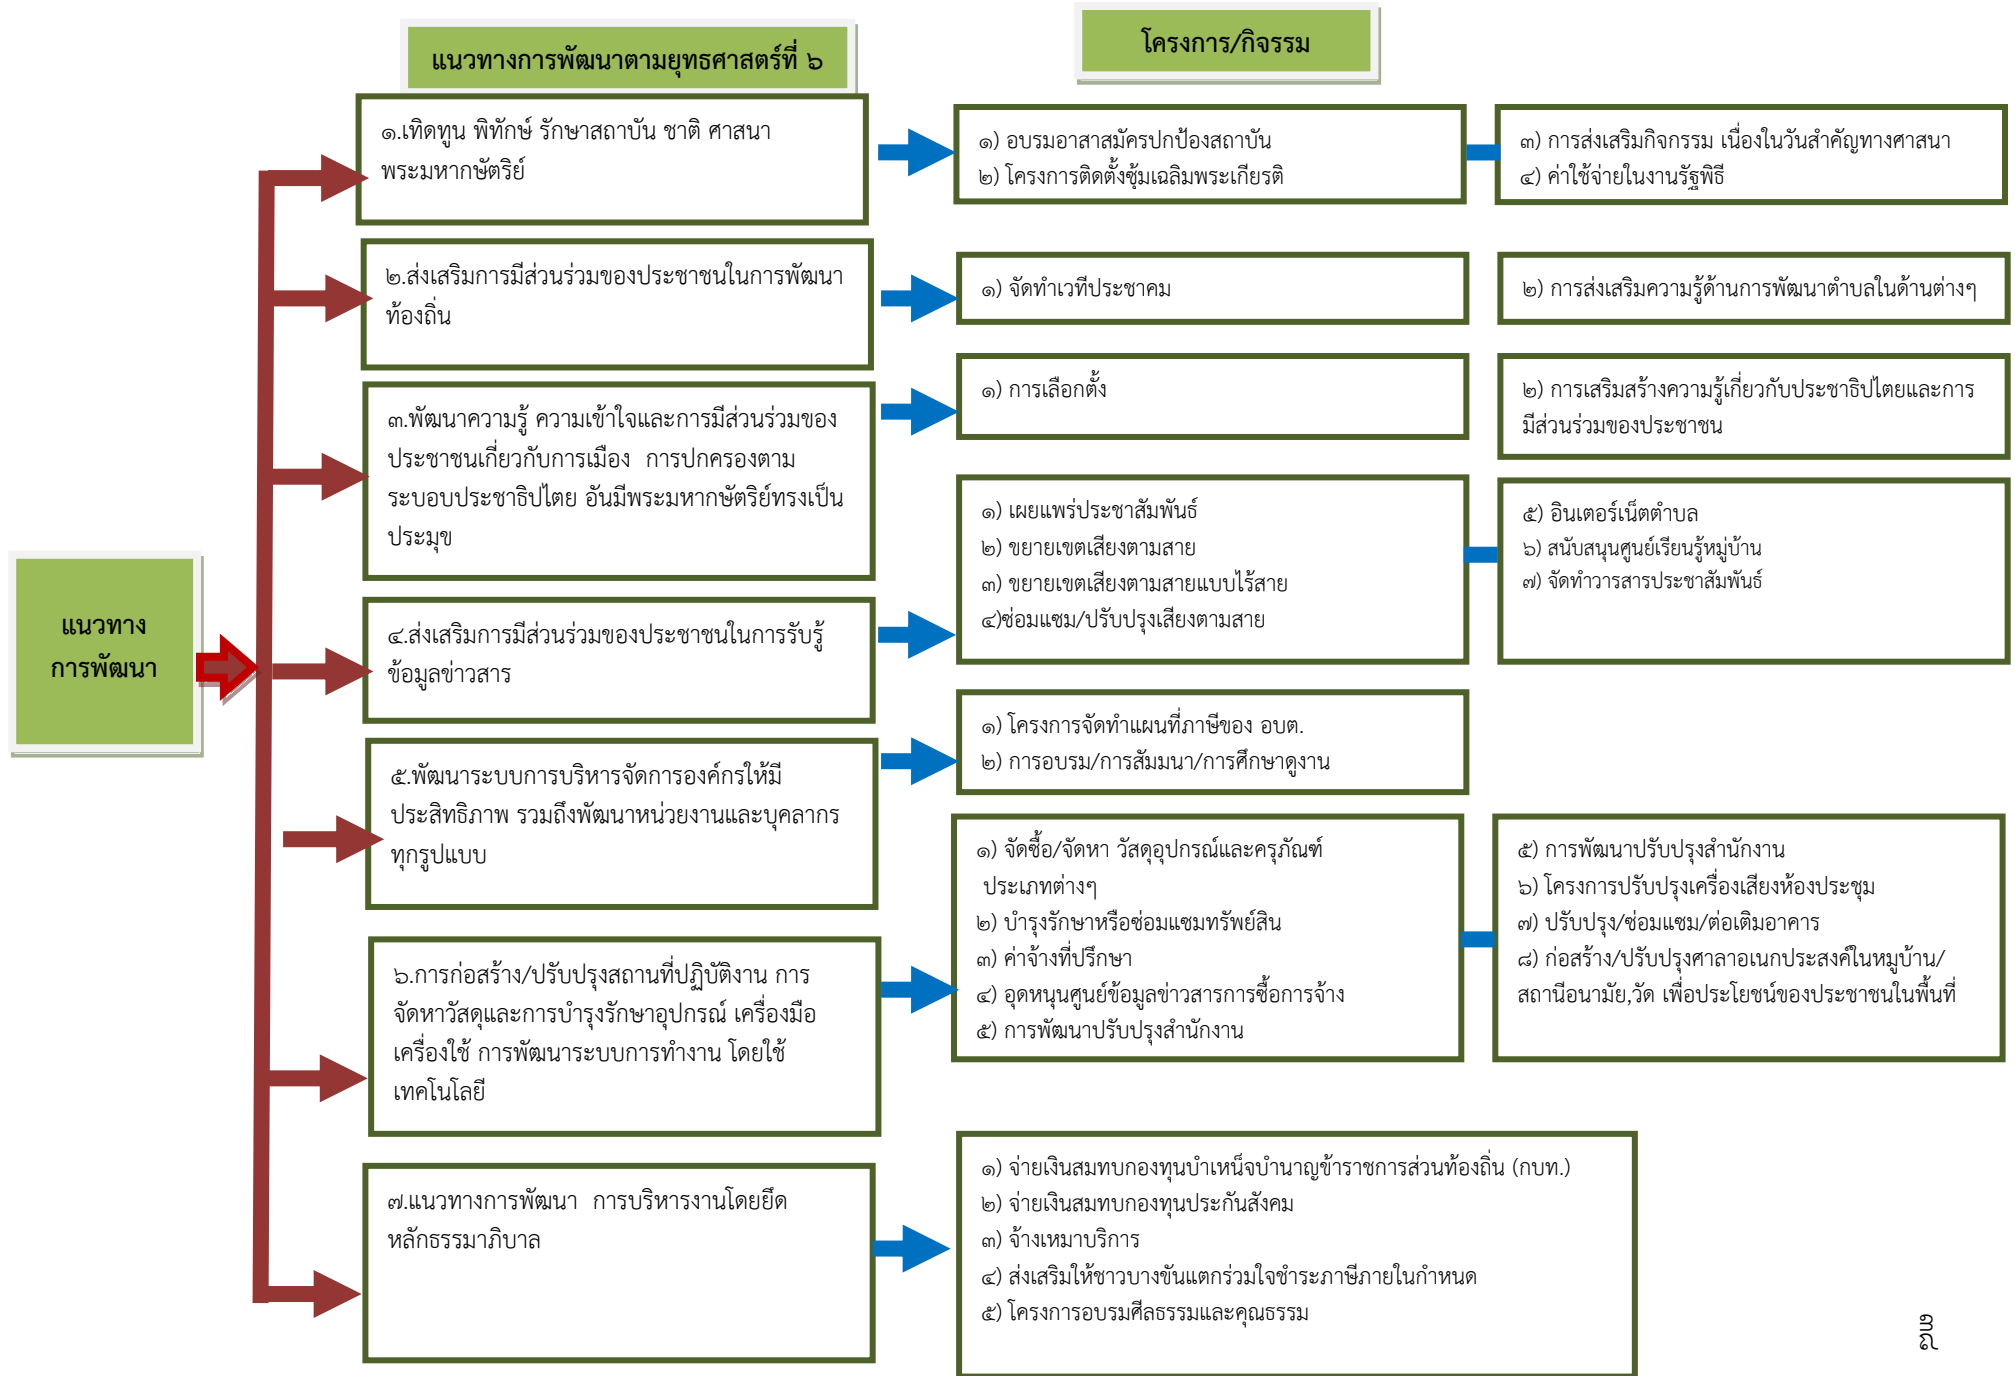 แนวทางการพัฒนาตามยุทธศาสตร์ที่ ๖
โครงการ/กิจรรม
แนวทาง
การพัฒนา
๑.เทิดทูน พิทักษ์ รักษาสถาบัน ชาติ ศาสนา
พระมหากษัตริย์
๑) อบรมอาสาสมัครปกป้องสถาบัน
๒) โครงการติดตั้งซุ้มเฉลิมพระเกียรติ
๓) การส่งเสริมกิจกรรม เนื่องในวันสำคัญทางศาสนา
๔) ค่าใช้จ่ายในงานรัฐพิธี
๒.ส่งเสริมการมีส่วนร่วมของประชาชนในการพัฒนา
ท้องถิ่น
๑) จัดทำเวทีประชาคม
๒) การส่งเสริมความรู้ด้านการพัฒนาตำบลในด้านต่างๆ
๓.พัฒนาความรู้ ความเข้าใจและการมีส่วนร่วมของ
ประชาชนเกี่ยวกับการเมือง การปกครองตาม
ระบอบประชาธิปไตย อันมีพระมหากษัตริย์ทรงเป็น
ประมุข
๑) การเลือกตั้ง
๒) การเสริมสร้างความรู้เกี่ยวกับประชาธิปไตยและการ
มีส่วนร่วมของประชาชน
๔.ส่งเสริมการมีส่วนร่วมของประชาชนในการรับรู้
ข้อมูลข่าวสาร
๑) เผยแพร่ประชาสัมพันธ์
๒) ขยายเขตเสียงตามสาย
๓) ขยายเขตเสียงตามสายแบบไร้สาย
๔)ซ่อมแซม/ปรับปรุงเสียงตามสาย
๕) อินเตอร์เน็ตตำบล
๖) สนับสนุนศูนย์เรียนรู้หมู่บ้าน
๗) จัดทำวารสารประชาสัมพันธ์
๕.พัฒนาระบบการบริหารจัดการองค์กรให้มี
ประสิทธิภาพ รวมถึงพัฒนาหน่วยงานและบุคลากร
ทุกรูปแบบ
๑) โครงการจัดทำแผนที่ภาษีของ อบต.
๒) การอบรม/การสัมมนา/การศึกษาดูงาน
๖.การก่อสร้าง/ปรับปรุงสถานที่ปฏิบัติงาน การ
จัดหาวัสดุและการบำรุงรักษาอุปกรณ์ เครื่องมือ
เครื่องใช้ การพัฒนาระบบการทำงาน โดยใช้
เทคโนโลยี
๑) จัดซื้อ/จัดหา วัสดุอุปกรณ์และครุภัณฑ์
ประเภทต่างๆ
๒) บำรุงรักษาหรือซ่อมแซมทรัพย์สิน
๓) ค่าจ้างที่ปรึกษา
๔) อุดหนุนศูนย์ข้อมูลข่าวสารการซื้อการจ้าง
๕) การพัฒนาปรับปรุงสำนักงาน
๕) การพัฒนาปรับปรุงสำนักงาน
๖) โครงการปรับปรุงเครื่องเสียงห้องประชุม
๗) ปรับปรุง/ซ่อมแซม/ต่อเติมอาคาร
๘) ก่อสร้าง/ปรับปรุงศาลาอเนกประสงค์ในหมู่บ้าน/
สถานีอนามัย,วัด เพื่อประโยชน์ของประชาชนในพื้นที่
๗.แนวทางการพัฒนา การบริหารงานโดยยึด
หลักธรรมาภิบาล
๑) จ่ายเงินสมทบกองทุนบำเหน็จบำนาญข้าราชการส่วนท้องถิ่น (กบท.)
๒) จ่ายเงินสมทบกองทุนประกันสังคม
๓) จ้างเหมาบริการ
๔) ส่งเสริมให้ชาวบางขันแตกร่วมใจชำระภาษีภายในกำหนด
๕) โครงการอบรมศีลธรรมและคุณธรรม
๓๘